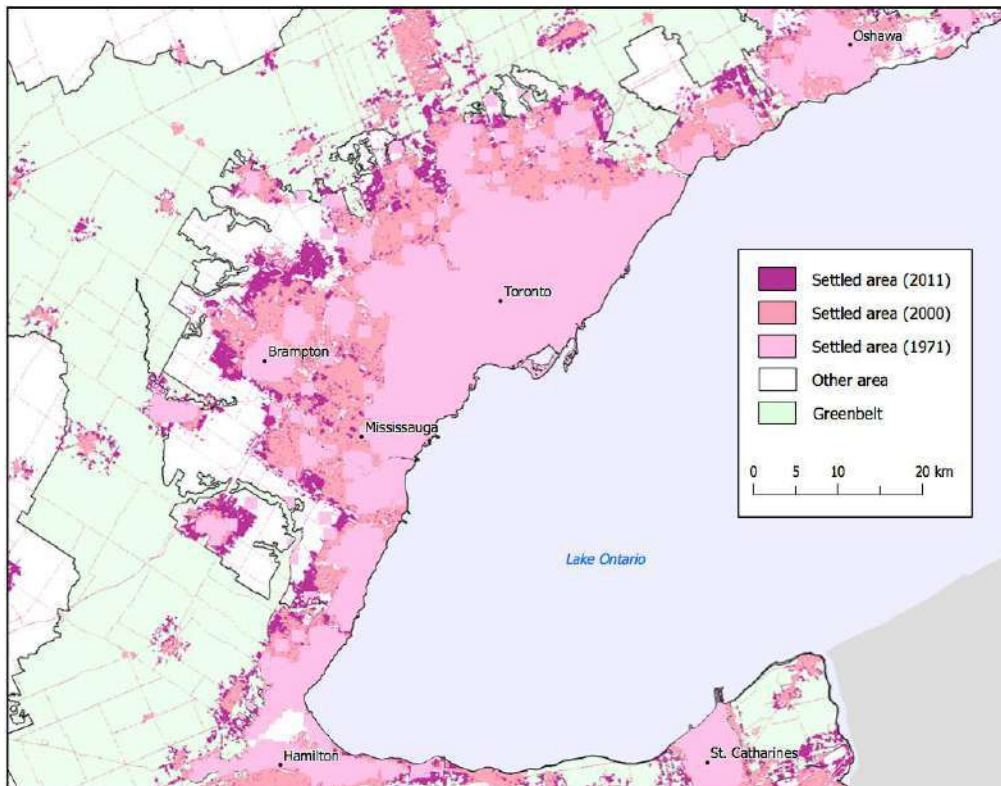 Oshawa
Toronto
Brampton
Mississauga
Settled area (2011)
Settled area (2000)
Settled area (1971)
Other area
Greenbelt
0 5 10 20 km
Lake Ontario
Hamilton
St. Catharines